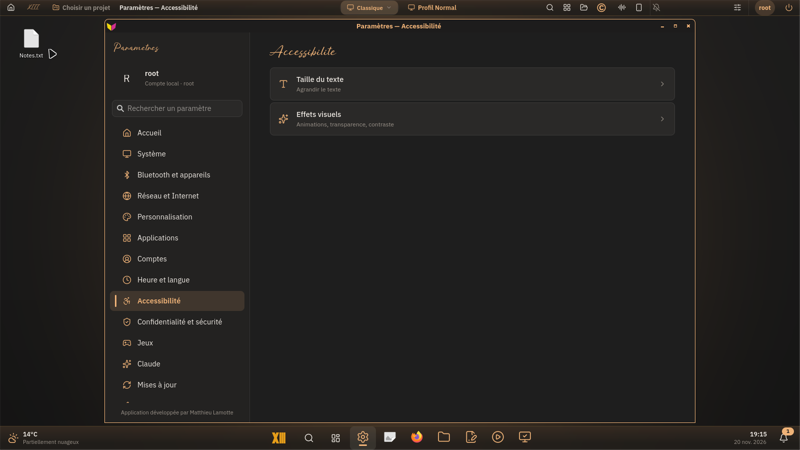 Choisir un projet
Paramètres — Accessibilité
Classique
Profil Normal
root
Notes.txt
Paramètres — Accessibilité
Paramètres
R
root
Compte local · root
Rechercher un paramètre
Accueil
Système
Bluetooth et appareils
Réseau et Internet
Personnalisation
Applications
Comptes
Heure et langue
Accessibilité
Confidentialité et sécurité
Jeux
Claude
Mises à jour
Application développée par Matthieu Lamotte
Accessibilité
Taille du texte
Agrandir le texte
Effets visuels
Animations, transparence, contraste
14°C
Partiellement nuageux
XIII
19:15
20 nov. 2026
1